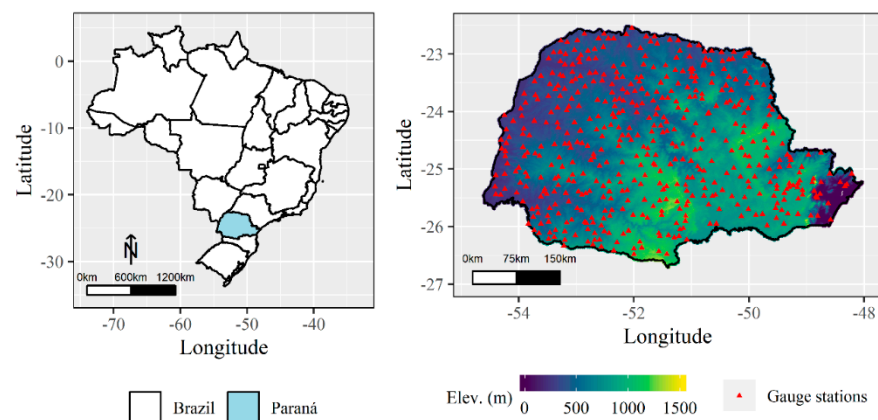 0
-10
-20
-30
Latitude
N
0km 600km 1200km
-70 -60 -50 -40
Longitude
Brazil Paraná
-23
-24
-25
-26
-27
Latitude
0km 75km 150km
-54 -52 -50 -48
Longitude
Elev. (m) 0 500 1000 1500 Gauge stations